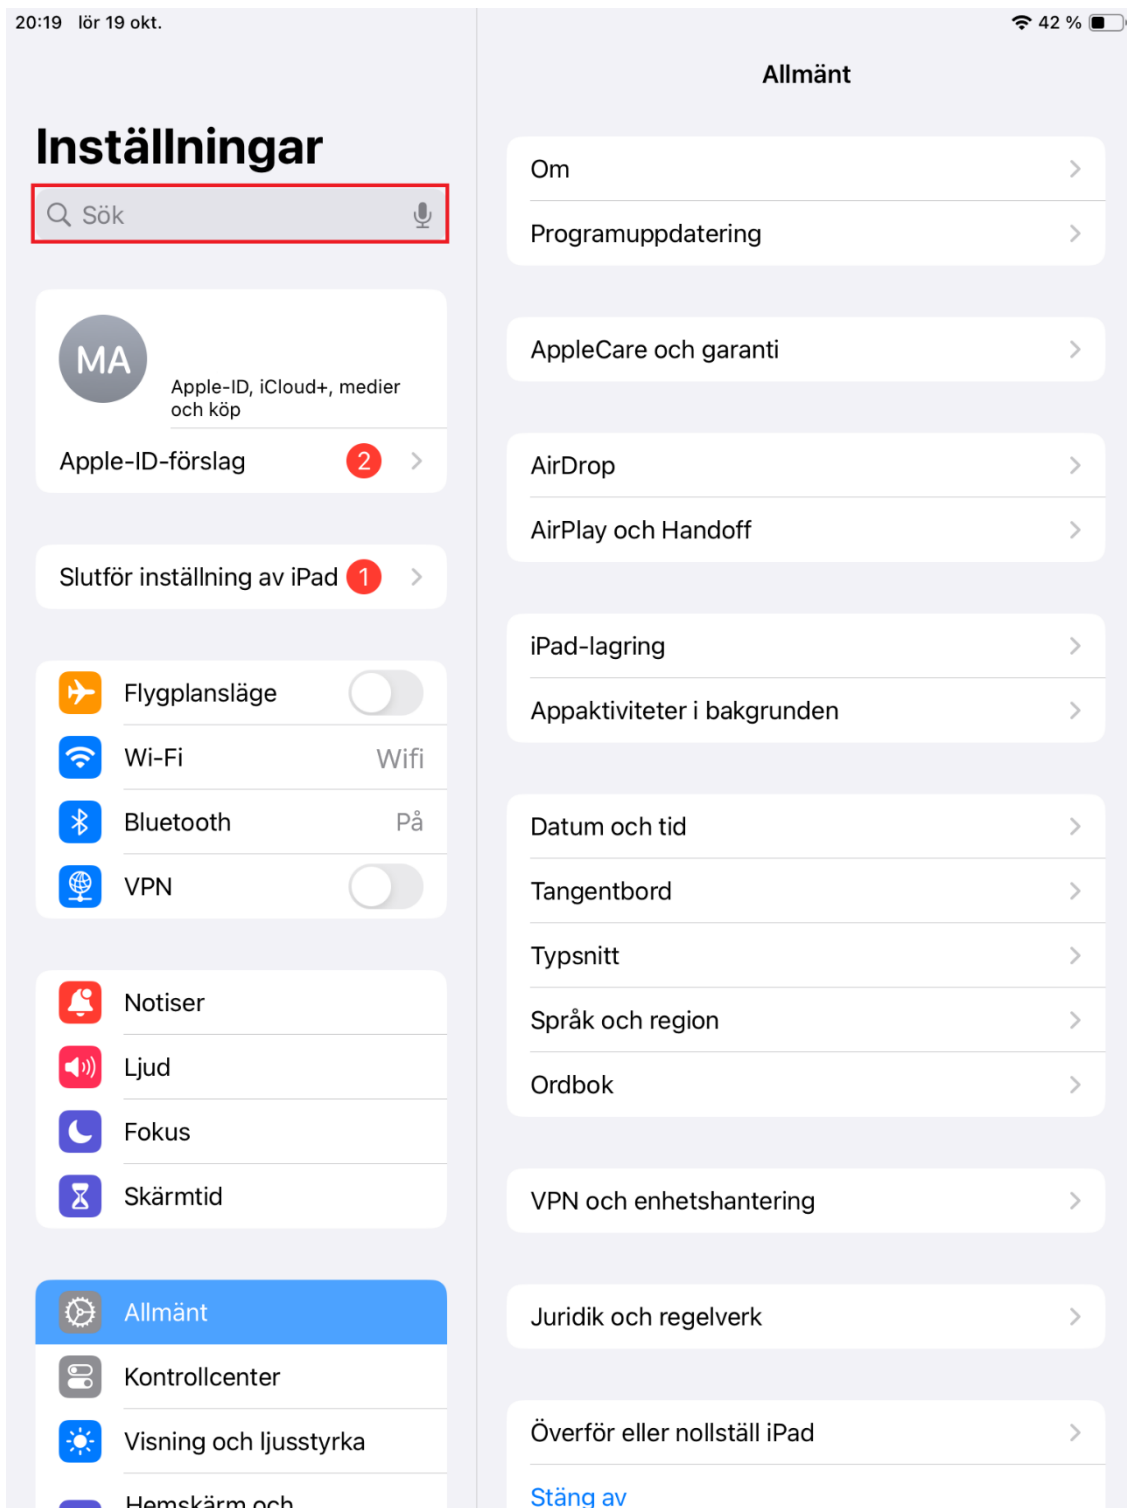 20:19 lör 19 okt.
42 %
Inställningar
Sök
MA
Apple-ID, iCloud+, medier
och köp
Apple-ID-förslag 2
Slutför inställning av iPad 1
Flygplansläge
Wi-Fi Wifi
Bluetooth På
VPN
Notiser
Ljud
Fokus
Skärmtid
Allmänt
Kontrollcenter
Visning och ljusstyrka
Hemskärm och
Allmänt
Om
Programuppdatering
AppleCare och garanti
AirDrop
AirPlay och Handoff
iPad-lagring
Appaktiviteter i bakgrunden
Datum och tid
Tangentbord
Typsnitt
Språk och region
Ordbok
VPN och enhetshantering
Juridik och regelverk
Överför eller nollställ iPad
Stäng av